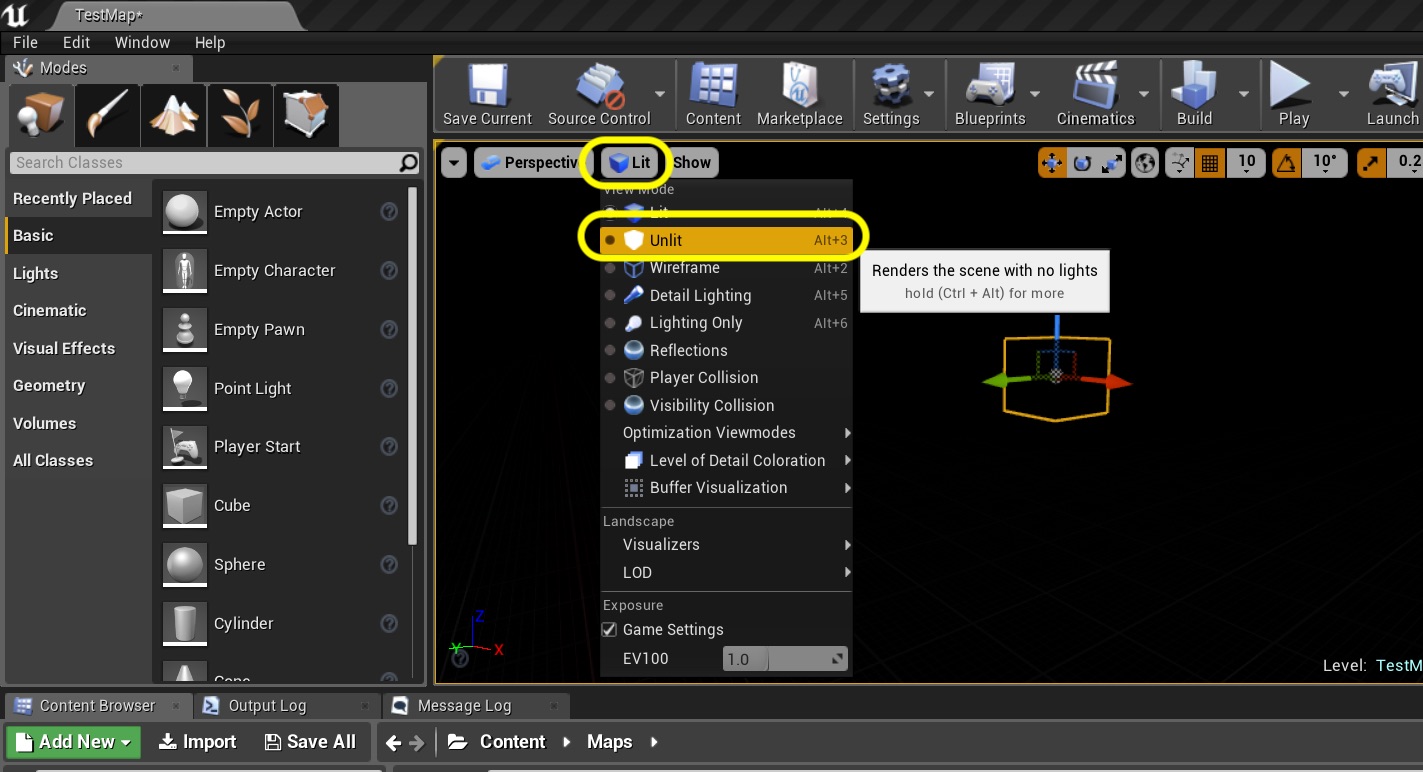 TestMap*
File Edit Window Help
Modes
Save Current Source Control Content Marketplace Settings Blueprints Cinematics Build Play Launch
Search Classes
Perspectiv Lit Show
10 10° 0.2
Recently Placed
Basic
Lights
Cinematic
Visual Effects
Geometry
Volumes
All Classes
Empty Actor
Empty Character
Empty Pawn
Point Light
Player Start
Cube
Sphere
Cylinder
Cone
View Mode
Lit Alt+4
Unlit Alt+3
Wireframe Alt+2
Detail Lighting Alt+5
Lighting Only Alt+6
Reflections
Player Collision
Visibility Collision
Optimization Viewmodes
Level of Detail Coloration
Buffer Visualization
Landscape
Visualizers
LOD
Exposure
Game Settings
EV100 1.0
Renders the scene with no lights
hold (Ctrl + Alt) for more
Z
Y X
Level: TestM
Content Browser Output Log Message Log
Add New Import Save All Content Maps